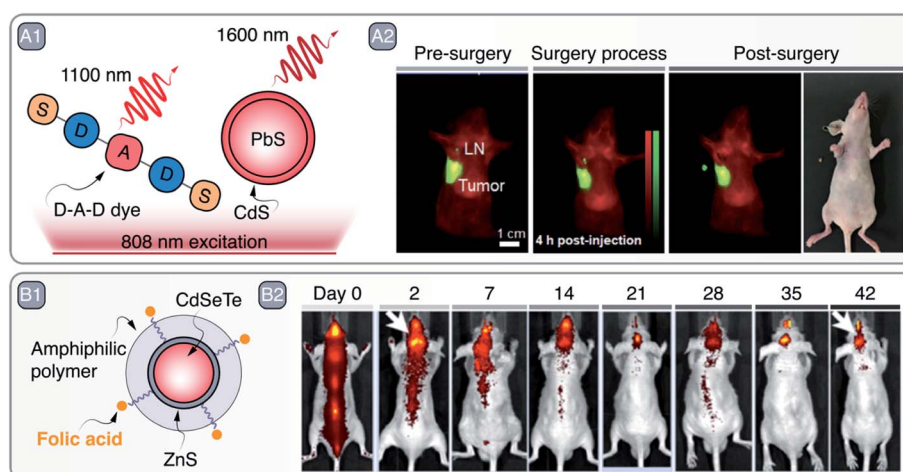 A1
1100 nm
1600 nm
S
D
A
D
S
PbS
D-A-D dye
CdS
808 nm excitation
A2
Pre-surgery
Surgery process
Post-surgery
LN
Tumor
1 cm
4 h post-injection
B1
CdSeTe
Amphiphilic
polymer
Folic acid
ZnS
B2
Day 0 2 7 14 21 28 35 42